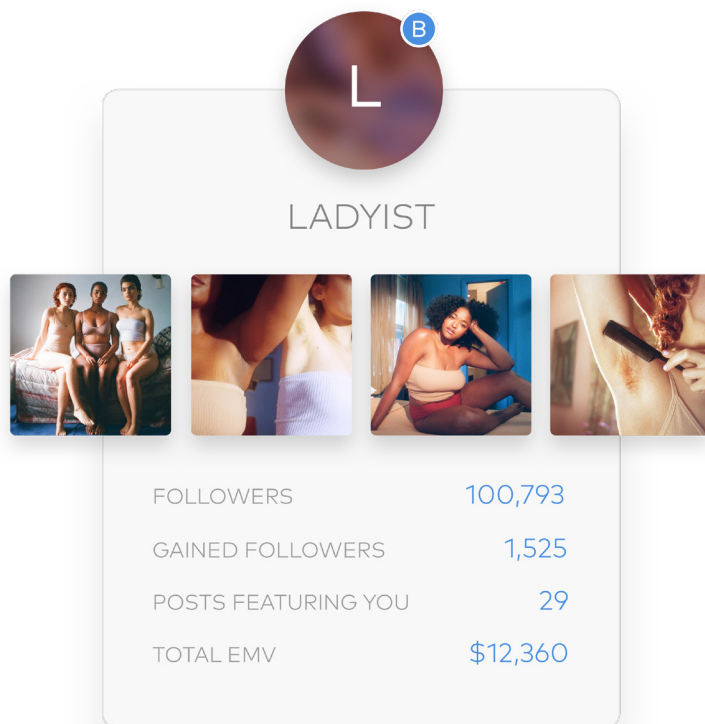 B
L
LADYIST
FOLLOWERS 100,793
GAINED FOLLOWERS 1,525
POSTS FEATURING YOU 29
TOTAL EMV $12,360